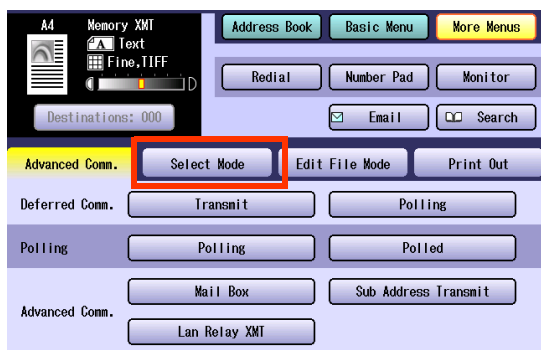 A4 Memory XMT
A Text
Fine,TIFF
D
Destinations: 000
Address Book Basic Menu More Menus
Redial Number Pad Monitor
Email Search
Advanced Comm. Select Mode Edit File Mode Print Out
Deferred Comm. Transmit Polling
Polling Polling Polled
Advanced Comm. Mail Box Sub Address Transmit
Lan Relay XMT